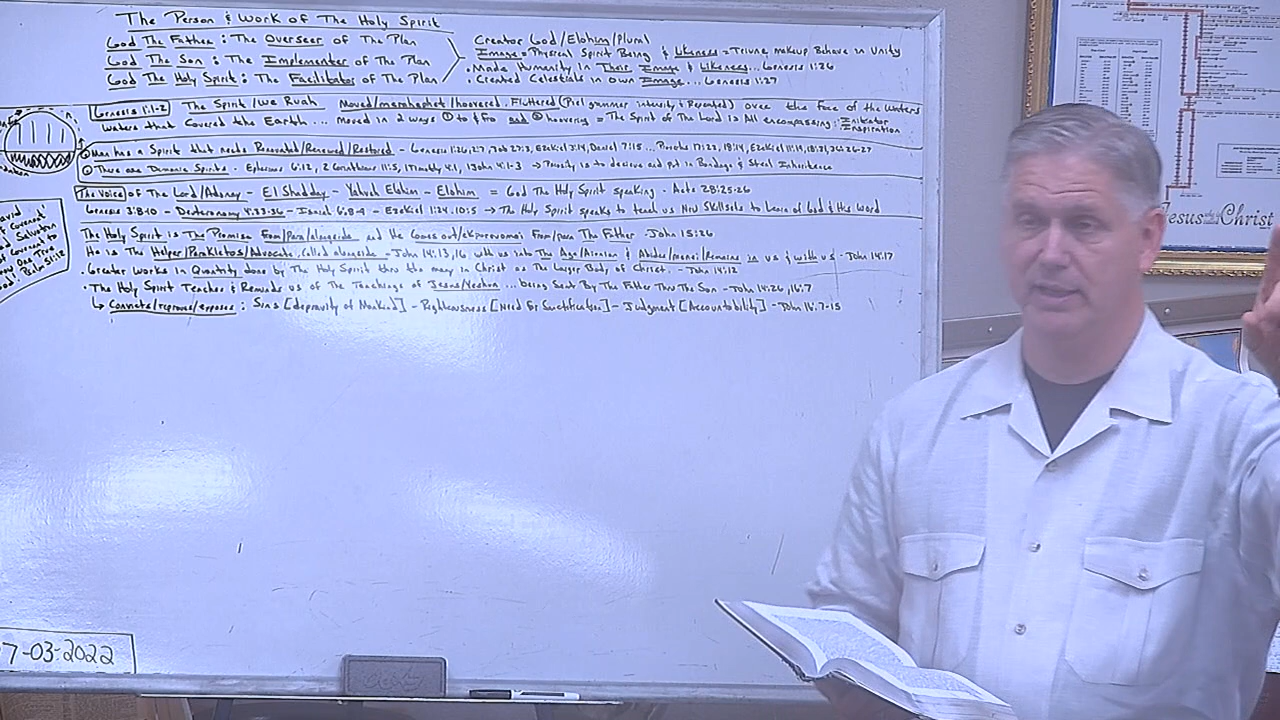 The Person & Work of The Holy Spirit
God The Father : The Overseer of The Plan
God The Son : The Implementer of The Plan
God The Holy Spirit : The Facilitator of The Plan
Creator God/Elohim/Plural
Image = Physical Spirit Being & Likeness = Triune makeup Behave in Unity
• Made Humanity in Their Image & Likeness... Genesis 1:26
• Created Celestials in Own Image... Genesis 1:27
Genesis 1:1-2 The Spirit/we Ruah Moved/merahephet/hoovered. Fluttered (Piel grammer intensity & Repeated) over the face of the waters
Waters that Covered the Earth ... Moved in 2 ways ① to & fro and ② hoovering = The Spirit of The Lord is All encompassing : Initiator
Inspiration
① Man has a Spirit that needs Renovated/Renewed/Restored - Genesis 1:26,27, Job 27:3, Ezekiel 3:14, Daniel 7:15 ... Proverbs 17:22, 18:14, Ezekiel 11:19, 18:31, 36:26-27
② There are Demonic Spirits - Ephesians 6:12, 2 Corinthians 11:5, 1 Timothy 4:1, 1 John 4:1-3 → Priority is to decieve and put in Bondage & Steal Inheritance
The Voice of The Lord/Adonay - El Shadday - Yahveh Elohim - Elohim = God The Holy Spirit speaking - Acts 28:25-26
Genesis 3:8-10 - Deuteronomy 4:33-36 - Isaiah 6:8-9 - Ezekiel 1:24, 10:5 → The Holy Spirit speaks to teach us New Skillsets to Learn of God & His Word
The Holy Spirit is The Promise From/Para/alongside and He Comes out/ekporevomai From/para The Father John 15:26
He is The Helper/Parakletos/Advocate, called alongside - John 14:13,16 with us into The Age/Aionion & Abides/menei/Remains in us & with us - John 14:17
• Greater works in Quantity done by The Holy Spirit thru the many in Christ as The Larger Body of Christ. - John 14:12
• The Holy Spirit Teaches & Reminds us of The Teachings of Jesus/Yeshua ... being Sent By The Father Thru The Son - John 14:26, 16:7
↳ Convicts/reproves/exposes : Sins [depravity of Mankind] - Righteousness [Need for Sanctification] - Judgment [Accountability] - John 16:7-15
7-03-2022
Jesus Christ